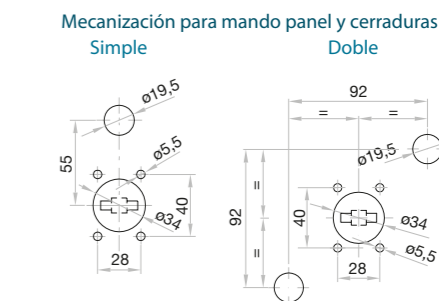 Mecanización para mando panel y cerraduras
Simple
Doble
ø19,5
55
ø5,5
40
ø34
28
92
=
=
ø19,5
92
=
=
40
ø34
ø5,5
28